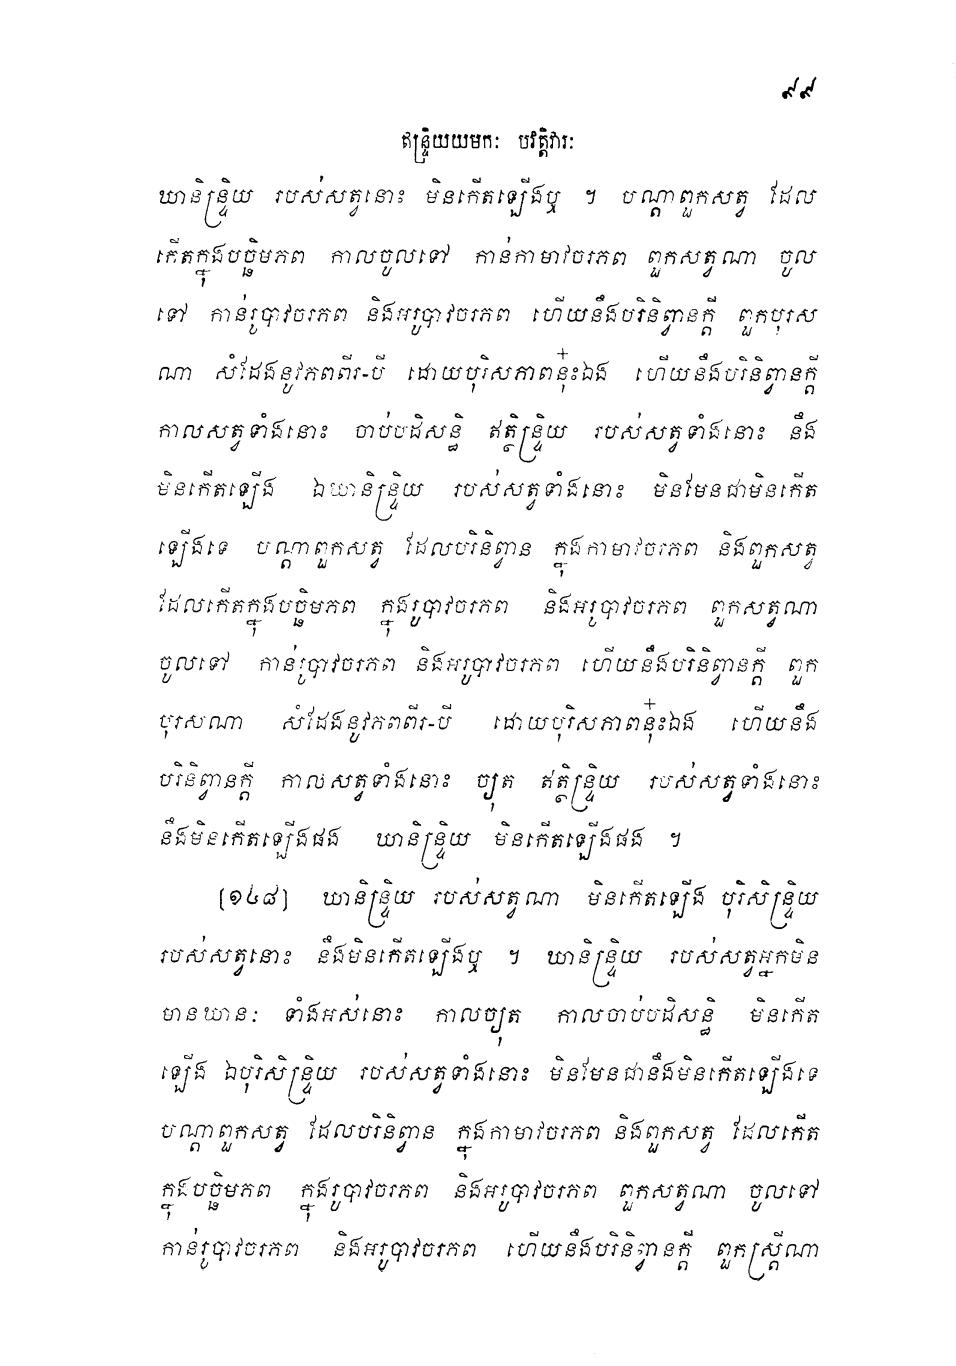 ៩៩
ឥន្ទ្រិយយមកៈ បវត្តិវារៈ
ឃានិន្ទ្រិយ របស់សត្វនោះ មិនកើតឡើងឬ ។ បណ្តាពួកសត្វ ដែល
កើតក្នុងបច្ឆិមភព កាលចូលទៅ កាន់កាមាវចរភព ពួកសត្វណា ចូល
ទៅ កាន់រូបាវចរភព និងអរូបាវចរភព ហើយនឹងបរិនិព្វានក្តី ពួកបុរស
ណា សំដែងនូវភពពីរ-បី ដោយបុរិសភាពនុ៎ះឯង ហើយនឹងបរិនិព្វានក្តី
កាលសត្វទាំងនោះ ចាប់បដិសន្ធិ ឥត្ថិន្ទ្រិយ របស់សត្វទាំងនោះ នឹង
មិនកើតឡើង ឯឃានិន្ទ្រិយ របស់សត្វទាំងនោះ មិនមែនជាមិនកើត
ឡើងទេ បណ្តាពួកសត្វ ដែលបរិនិព្វាន ក្នុងកាមាវចរភព និងពួកសត្វ
ដែលកើតក្នុងបច្ឆិមភព ក្នុងរូបាវចរភព និងអរូបាវចរភព ពួកសត្វណា
ចូលទៅ កាន់រូបាវចរភព និងអរូបាវចរភព ហើយនឹងបរិនិព្វានក្តី ពួក
បុរសណា សំដែងនូវភពពីរ-បី ដោយបុរិសភាពនុ៎ះឯង ហើយនឹង
បរិនិព្វានក្តី កាលសត្វទាំងនោះ ច្យុត ឥត្ថិន្ទ្រិយ របស់សត្វទាំងនោះ
នឹងមិនកើតឡើងផង ឃានិន្ទ្រិយ មិនកើតឡើងផង ។
[១៤៨] ឃានិន្ទ្រិយ របស់សត្វណា មិនកើតឡើង បុរិសិន្ទ្រិយ
របស់សត្វនោះ នឹងមិនកើតឡើងឬ ។ ឃានិន្ទ្រិយ របស់សត្វអ្នកមិន
មានឃានៈ ទាំងអស់នោះ កាលច្យុត កាលចាប់បដិសន្ធិ មិនកើត
ឡើង ឯបុរិសិន្ទ្រិយ របស់សត្វទាំងនោះ មិនមែនជានឹងមិនកើតឡើងទេ
បណ្តាពួកសត្វ ដែលបរិនិព្វាន ក្នុងកាមាវចរភព និងពួកសត្វ ដែលកើត
ក្នុងបច្ឆិមភព ក្នុងរូបាវចរភព និងអរូបាវចរភព ពួកសត្វណា ចូលទៅ
កាន់រូបាវចរភព និងអរូបាវចរភព ហើយនឹងបរិនិព្វានក្តី ពួកស្ត្រីណា